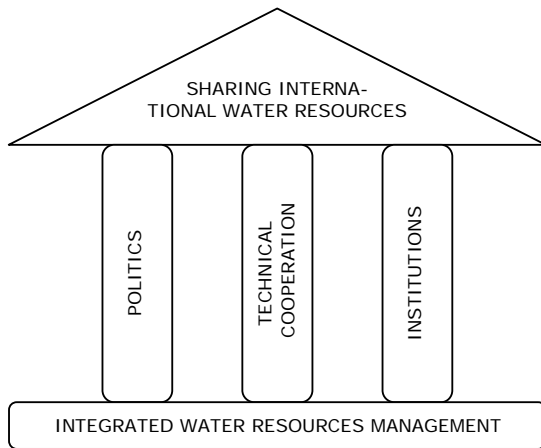 SHARING INTERNA-
TIONAL WATER RESOURCES
POLITICS
TECHNICAL
COOPERATION
INSTITUTIONS
INTEGRATED WATER RESOURCES MANAGEMENT